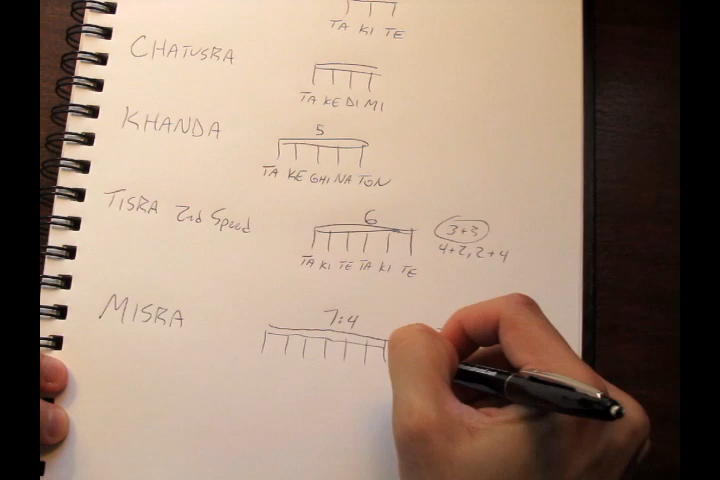 TA KI TE
CHATUSRA
TA KE DI MI
KHANDA
5
TA KE GHI NA TON
TISRA 2nd Speed
6
3+3
4+2, 2+4
TA KI TE TA KI TE
MISRA
7:4